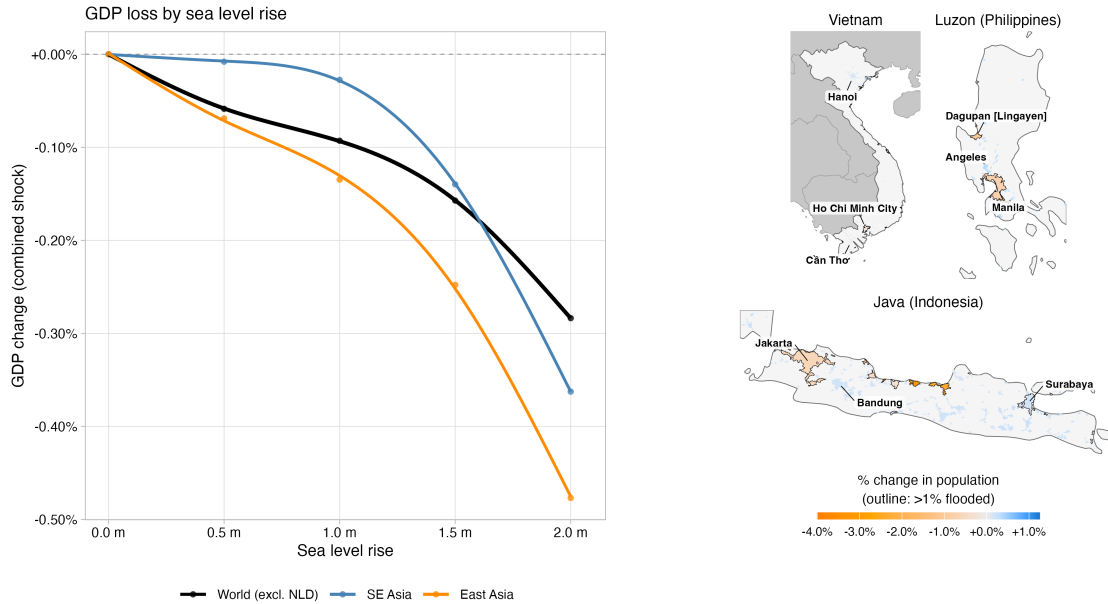 GDP loss by sea level rise
+0.00%
-0.10%
-0.20%
-0.30%
-0.40%
-0.50%
GDP change (combined shock)
0.0 m
0.5 m
1.0 m
1.5 m
2.0 m
Sea level rise
World (excl. NLD)
SE Asia
East Asia
Vietnam
Hanoi
Ho Chi Minh City
Cần Thơ
Luzon (Philippines)
Dagupan [Lingayen]
Angeles
Manila
Java (Indonesia)
Jakarta
Bandung
Surabaya
% change in population
(outline: >1% flooded)
-4.0%
-3.0%
-2.0%
-1.0%
+0.0%
+1.0%